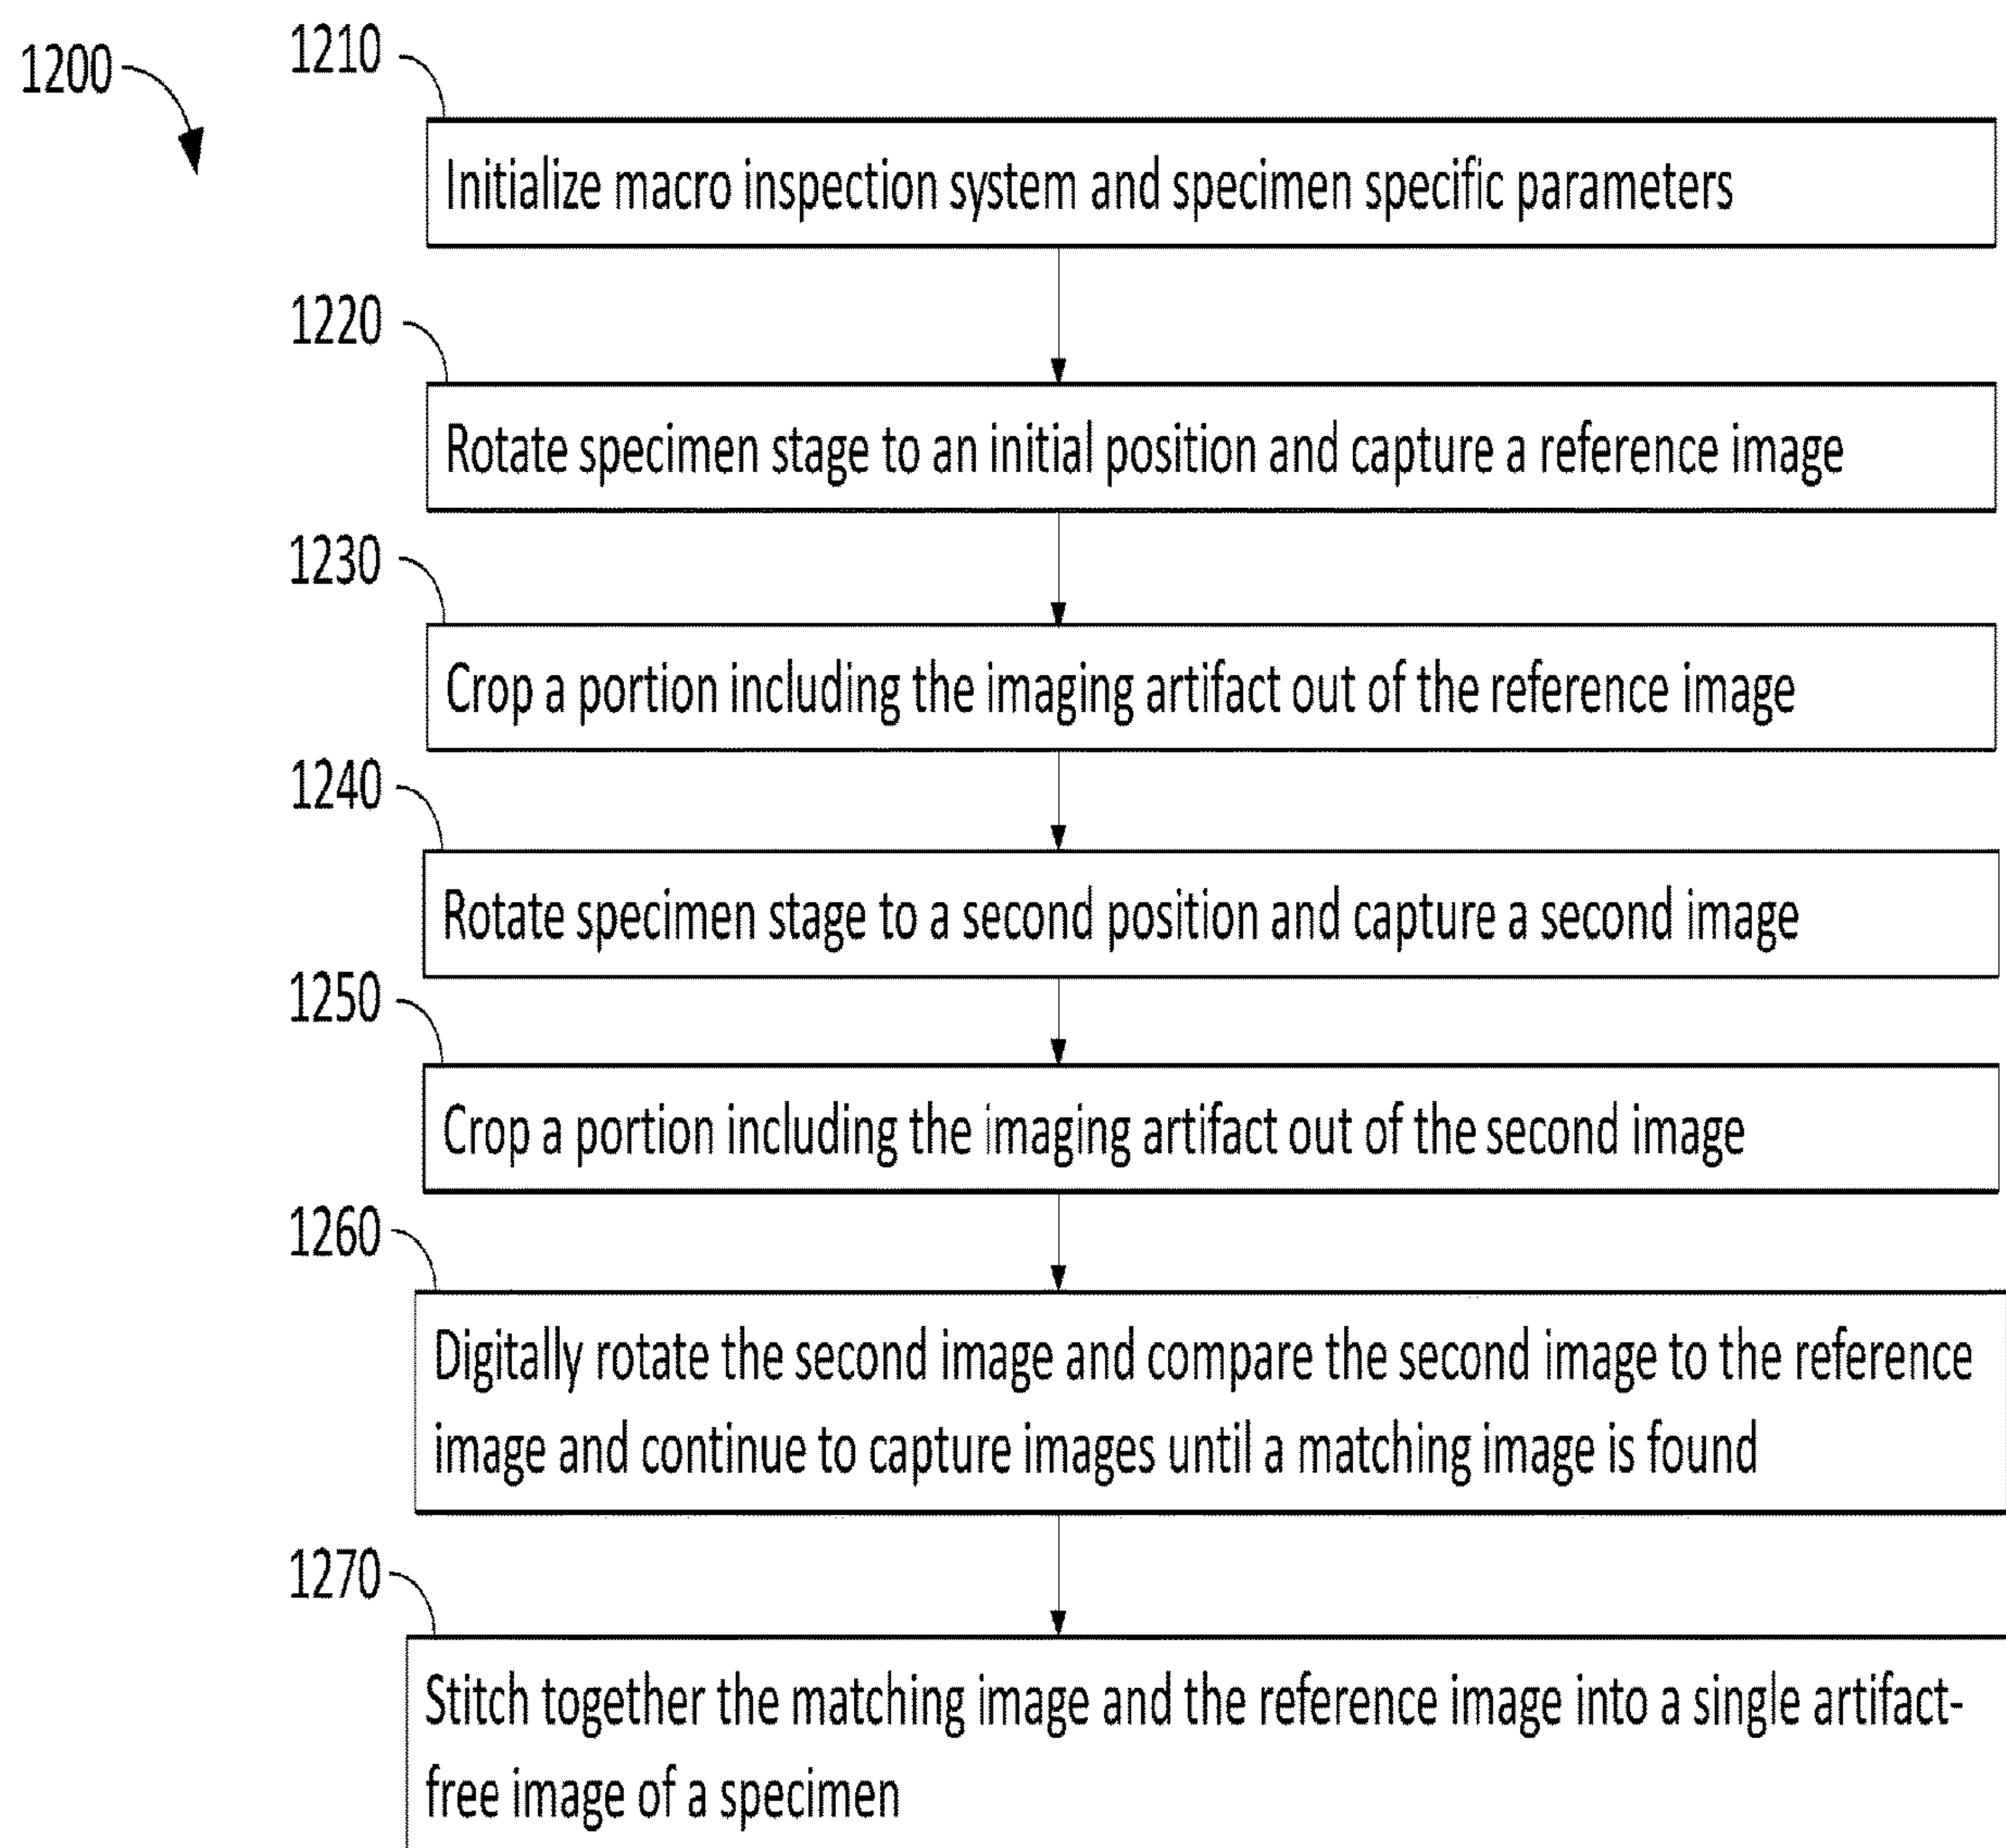 1200
1210
Initialize macro inspection system and specimen specific parameters
1220
Rotate specimen stage to an initial position and capture a reference image
1230
Crop a portion including the imaging artifact out of the reference image
1240
Rotate specimen stage to a second position and capture a second image
1250
Crop a portion including the imaging artifact out of the second image
1260
Digitally rotate the second image and compare the second image to the reference
image and continue to capture images until a matching image is found
1270
Stitch together the matching image and the reference image into a single artifact-
free image of a specimen